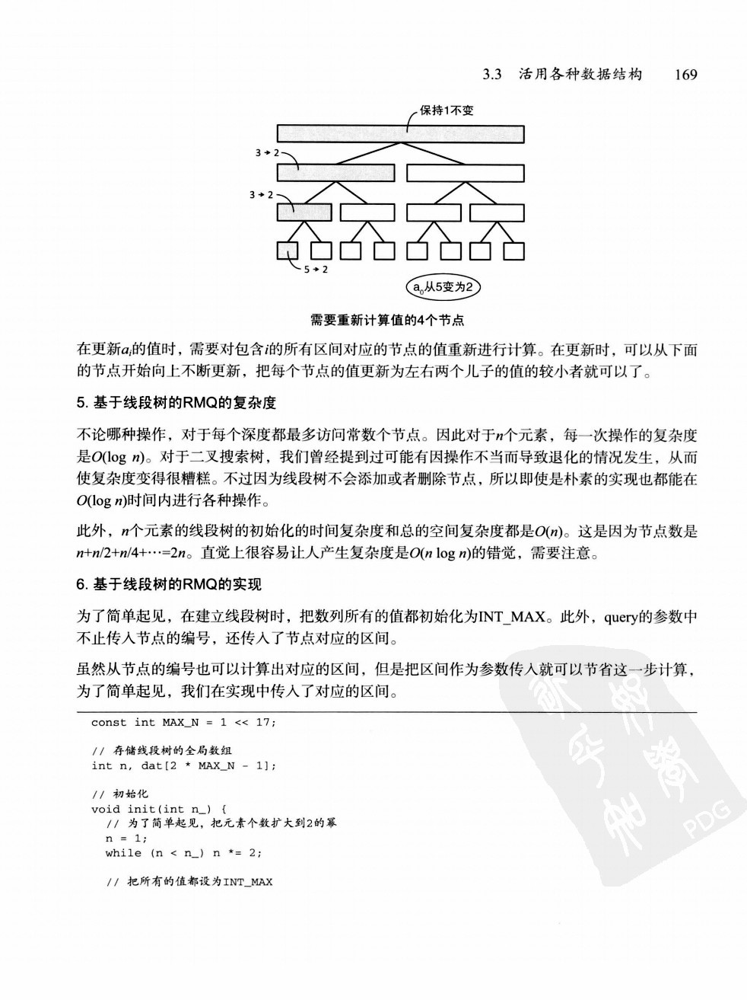 3.3 活用各种数据结构 169
保持1不变
3→2
3→2
5→2
a₀从5变为2
需要重新计算值的4个节点
在更新aᵢ的值时，需要对包含i的所有区间对应的节点的值重新进行计算。在更新时，可以从下面
的节点开始向上不断更新，把每个节点的值更新为左右两个儿子的值的较小者就可以了。
5. 基于线段树的RMQ的复杂度
不论哪种操作，对于每个深度都最多访问常数个节点。因此对于n个元素，每一次操作的复杂度
是O(log n)。对于二叉搜索树，我们曾经提到过可能有因操作不当而导致退化的情况发生，从而
使复杂度变得很糟糕。不过因为线段树不会添加或者删除节点，所以即使是朴素的实现也都能在
O(log n)时间内进行各种操作。
此外，n个元素的线段树的初始化的时间复杂度和总的空间复杂度都是O(n)。这是因为节点数是
n+n/2+n/4+⋯=2n。直觉上很容易让人产生复杂度是O(n log n)的错觉，需要注意。
6. 基于线段树的RMQ的实现
为了简单起见，在建立线段树时，把数列所有的值都初始化为INT_MAX。此外，query的参数中
不止传入节点的编号，还传入了节点对应的区间。
虽然从节点的编号也可以计算出对应的区间，但是把区间作为参数传入就可以节省这一步计算，
为了简单起见，我们在实现中传入了对应的区间。
const int MAX_N = 1 << 17;
// 存储线段树的全局数组
int n, dat[2 * MAX_N - 1];
// 初始化
void init(int n_) {
// 为了简单起见，把元素个数扩大到2的幂
n = 1;
while (n < n_) n *= 2;
// 把所有的值都设为INT_MAX
PDG